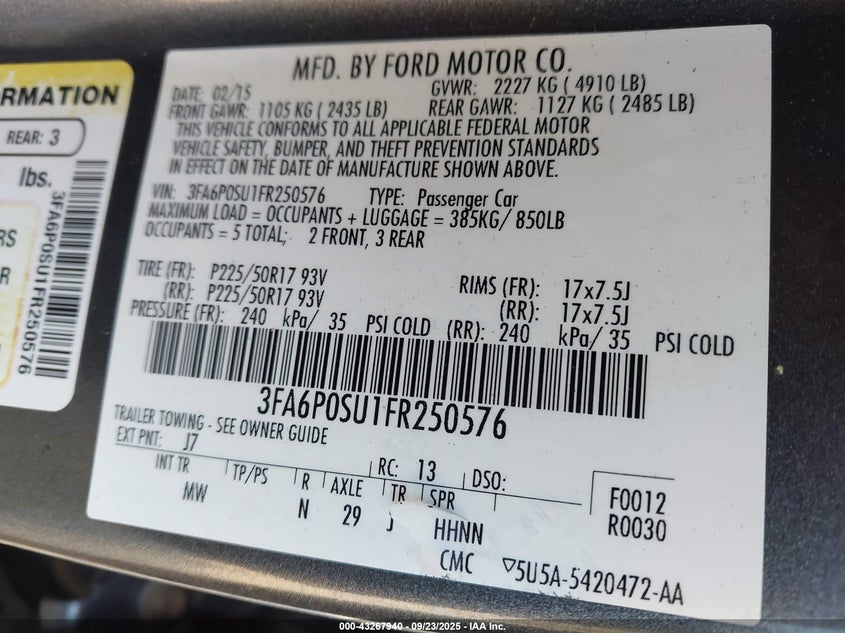 RMATION
REAR: 3
lbs.
RS
R
3FA6P0SU1FR250576
MFD. BY FORD MOTOR CO.
DATE: 02/15 GVWR: 2227 KG ( 4910 LB)
FRONT GAWR: 1105 KG ( 2435 LB) REAR GAWR: 1127 KG ( 2485 LB)
THIS VEHICLE CONFORMS TO ALL APPLICABLE FEDERAL MOTOR
VEHICLE SAFETY, BUMPER, AND THEFT PREVENTION STANDARDS
IN EFFECT ON THE DATE OF MANUFACTURE SHOWN ABOVE.
VIN: 3FA6P0SU1FR250576 TYPE: Passenger Car
MAXIMUM LOAD = OCCUPANTS + LUGGAGE = 385KG/ 850LB
OCCUPANTS = 5 TOTAL; 2 FRONT, 3 REAR
TIRE (FR): P225/50R17 93V RIMS (FR): 17x7.5J
(RR): P225/50R17 93V (RR): 17x7.5J
PRESSURE (FR): 240 kPa/ 35 PSI COLD (RR): 240 kPa/ 35 PSI COLD
3FA6P0SU1FR250576
TRAILER TOWING - SEE OWNER GUIDE
EXT PNT: J7 RC: 13 DSO:
INT TR TP/PS R AXLE TR SPR
MW N 29 J HHNN
F0012
R0030
CMC ▽5U5A-5420472-AA
000-43267940 - 09/23/2025 - IAA Inc.